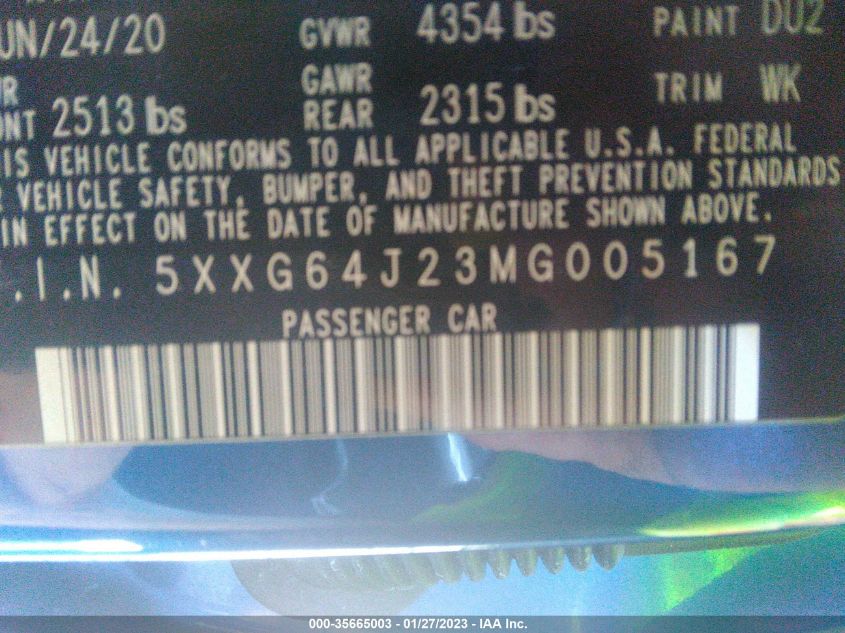 UN/24/20 GVWR 4354 lbs PAINT DU2
GAWR
2513 lbs REAR 2315 lbs TRIM WK
IS VEHICLE CONFORMS TO ALL APPLICABLE U.S.A. FEDERAL
VEHICLE SAFETY, BUMPER, AND THEFT PREVENTION STANDARDS
IN EFFECT ON THE DATE OF MANUFACTURE SHOWN ABOVE.
.I.N. 5XXG64J23MG005167
PASSENGER CAR
000-35665003 - 01/27/2023 - IAA Inc.